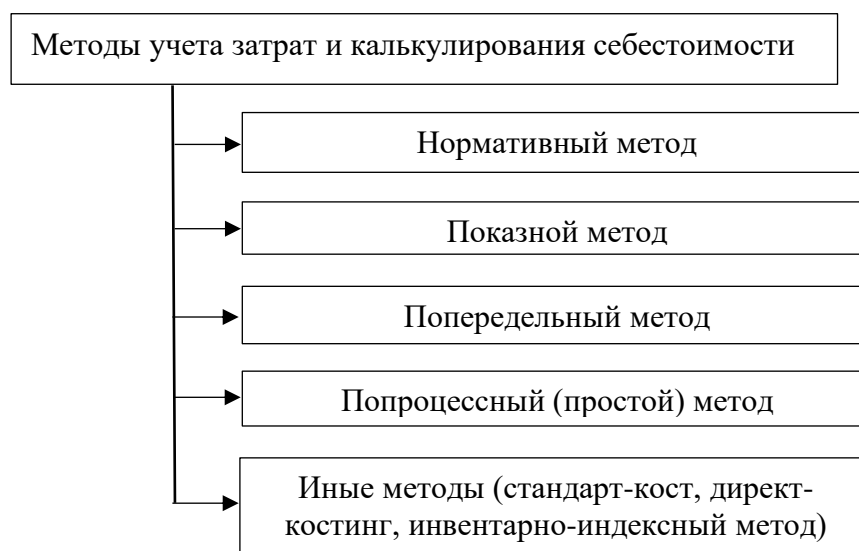 Методы учета затрат и калькулирования себестоимости
Нормативный метод
Показной метод
Попередельный метод
Попроцессный (простой) метод
Иные методы (стандарт-кост, директ-
костинг, инвентарно-индексный метод)